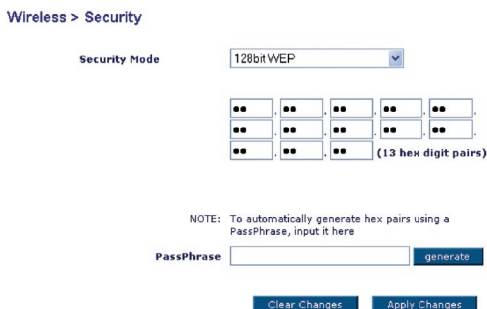 Wireless > Security
Security Mode 128bit WEP
•• . •• . •• . •• . •• .
•• . •• . •• . •• . •• .
•• . •• . •• (13 hex digit pairs)
NOTE: To automatically generate hex pairs using a
PassPhrase, input it here
PassPhrase generate
Clear Changes Apply Changes